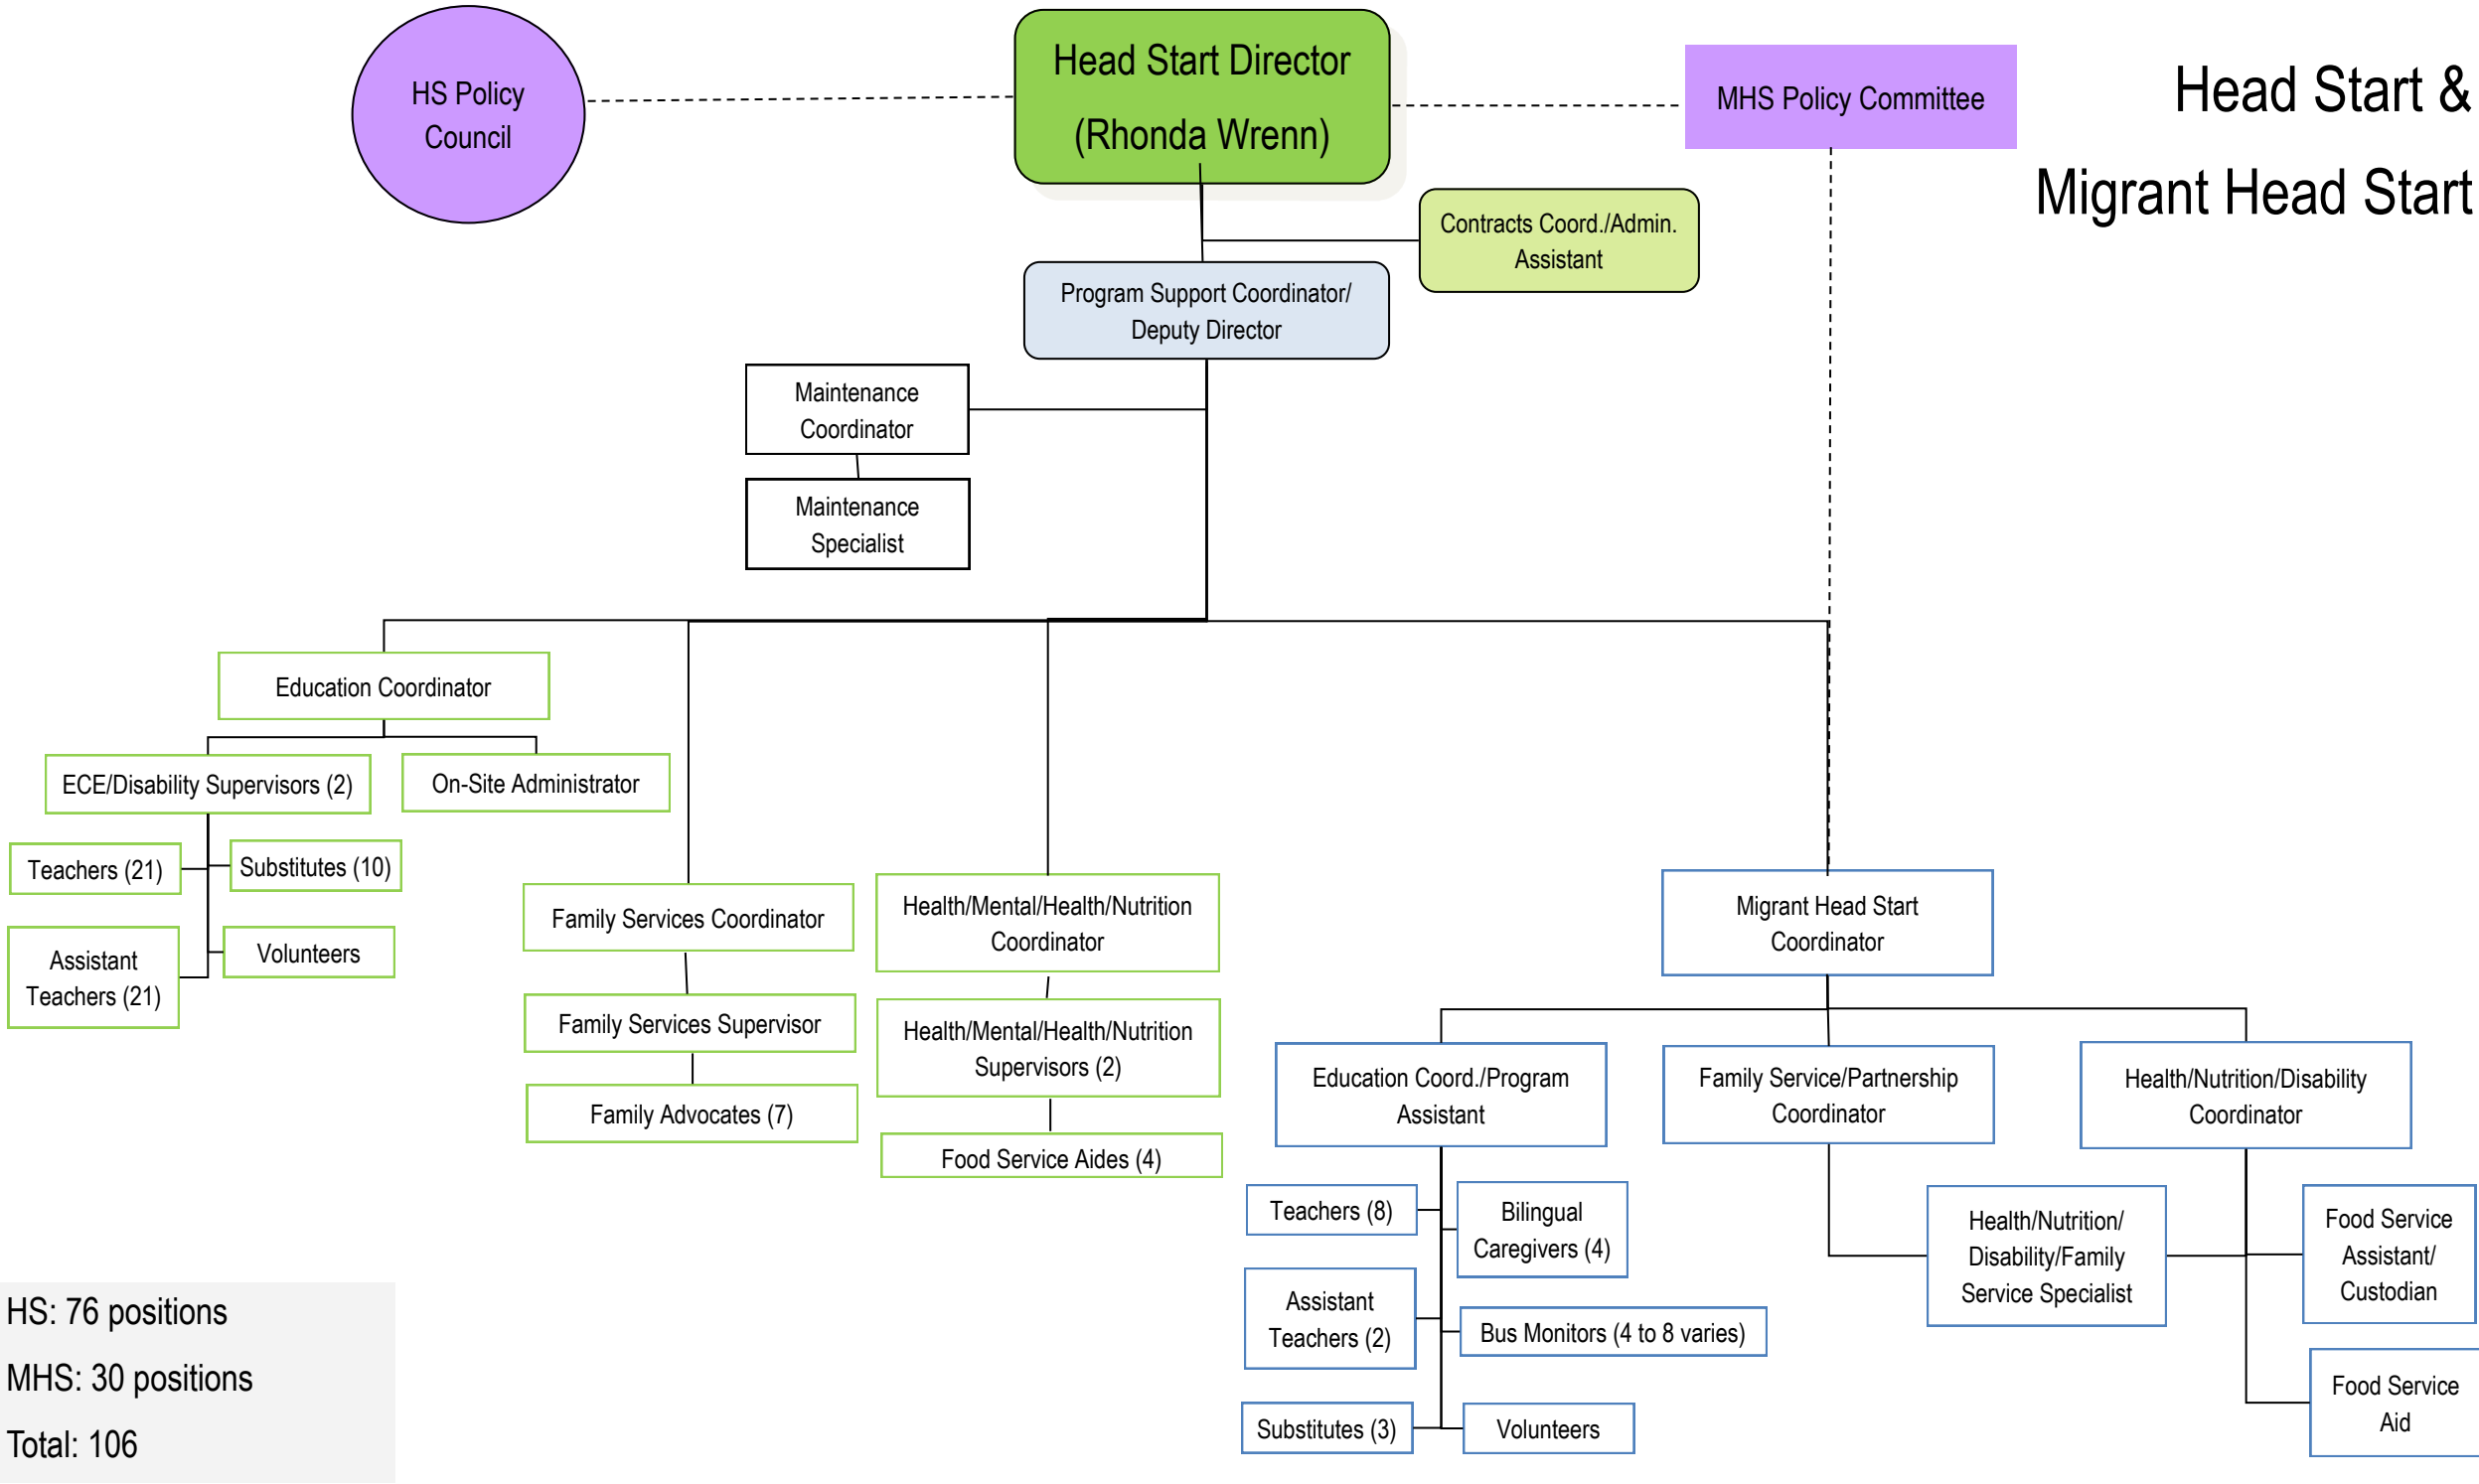 HS Policy
Council
Head Start Director
(Rhonda Wrenn)
MHS Policy Committee
Head Start &
Migrant Head Start
Contracts Coord./Admin.
Assistant
Program Support Coordinator/
Deputy Director
Maintenance
Coordinator
Maintenance
Specialist
Education Coordinator
ECE/Disability Supervisors (2)
On-Site Administrator
Teachers (21)
Substitutes (10)
Assistant
Teachers (21)
Volunteers
Family Services Coordinator
Family Services Supervisor
Family Advocates (7)
Health/Mental/Health/Nutrition
Coordinator
Health/Mental/Health/Nutrition
Supervisors (2)
Food Service Aides (4)
Migrant Head Start
Coordinator
Education Coord./Program
Assistant
Family Service/Partnership
Coordinator
Health/Nutrition/Disability
Coordinator
Teachers (8)
Bilingual
Caregivers (4)
Assistant
Teachers (2)
Bus Monitors (4 to 8 varies)
Substitutes (3)
Volunteers
Health/Nutrition/
Disability/Family
Service Specialist
Food Service
Assistant/
Custodian
Food Service
Aid
HS: 76 positions
MHS: 30 positions
Total: 106